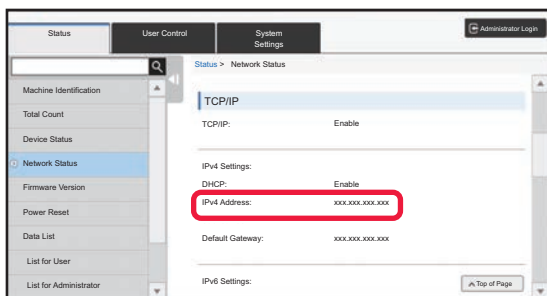 Status
User Control
System
Settings
Administrator Login
Status > Network Status
Machine Identification
Total Count
Device Status
Network Status
Firmware Version
Power Reset
Data List
List for User
List for Administrator
TCP/IP
TCP/IP: Enable
IPv4 Settings:
DHCP: Enable
IPv4 Address: xxx.xxx.xxx.xxx
Default Gateway: xxx.xxx.xxx.xxx
IPv6 Settings:
Top of Page